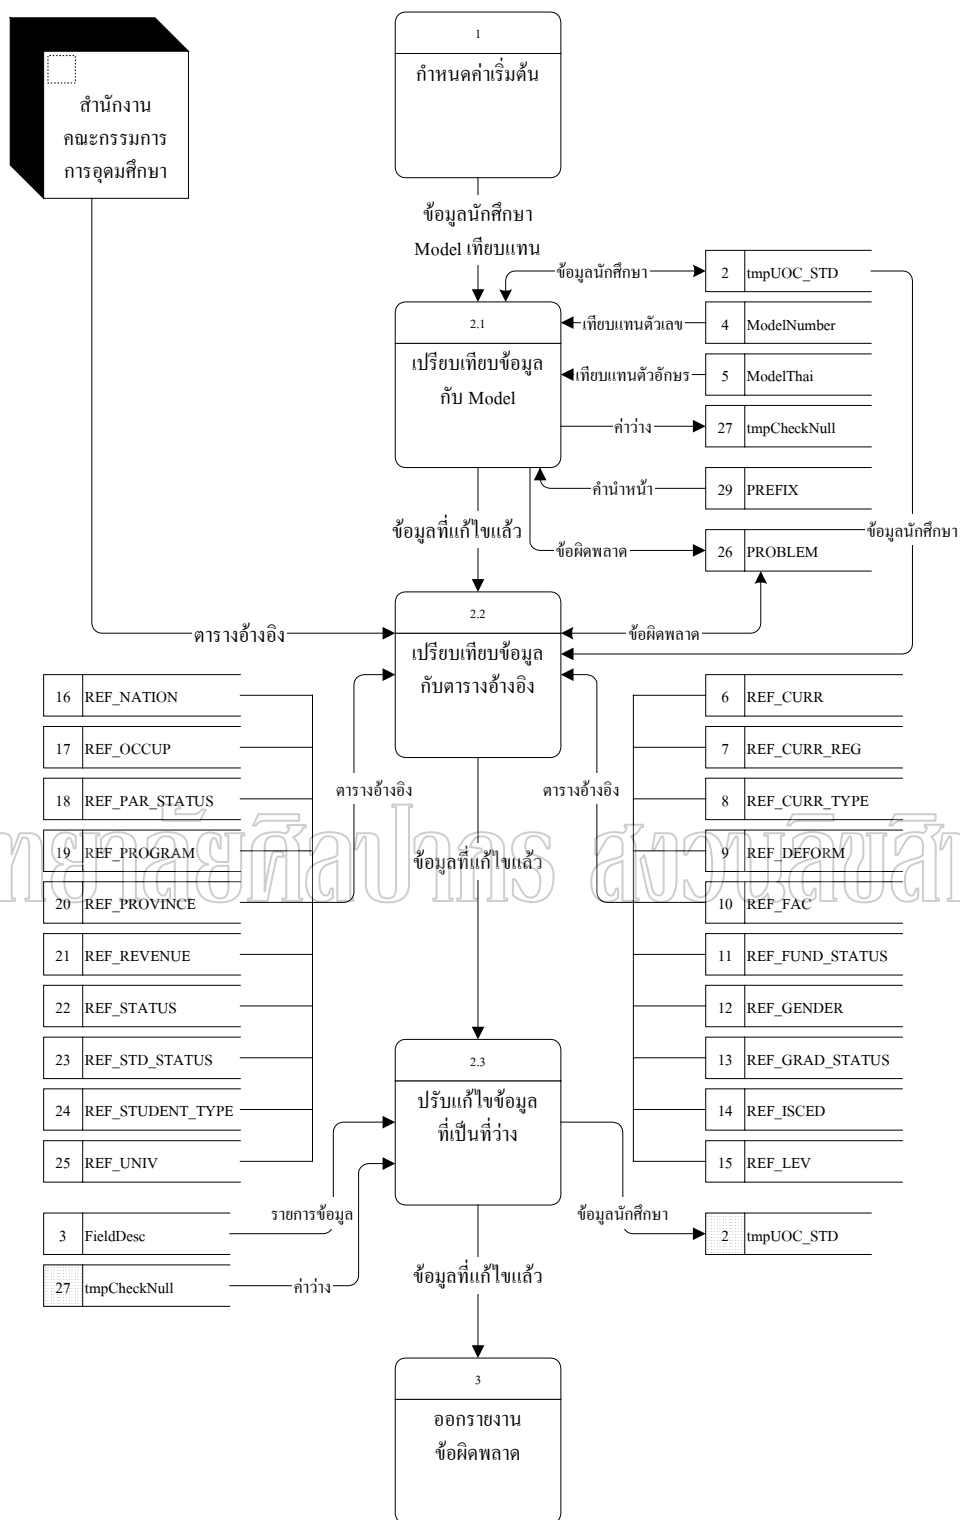 1
กำหนดค่าเริ่มต้น
สำนักงาน
คณะกรรมการ
การอุดมศึกษา
ข้อมูลนักศึกษา
Model เทียบแทน
ข้อมูลนักศึกษา
2 tmpUOC_STD
2.1
เปรียบเทียบข้อมูล
กับ Model
เทียบแทนตัวเลข
4 ModelNumber
เทียบแทนตัวอักษร
5 ModelThai
ค่าว่าง
27 tmpCheckNull
คำนำหน้า
29 PREFIX
ข้อมูลที่แก้ไขแล้ว
ข้อผิดพลาด
26 PROBLEM
ข้อมูลนักศึกษา
2.2
เปรียบเทียบข้อมูล
กับตารางอ้างอิง
ตารางอ้างอิง
ข้อผิดพลาด
16 REF_NATION
17 REF_OCCUP
18 REF_PAR_STATUS
19 REF_PROGRAM
20 REF_PROVINCE
21 REF_REVENUE
22 REF_STATUS
23 REF_STD_STATUS
24 REF_STUDENT_TYPE
25 REF_UNIV
ตารางอ้างอิง
ตารางอ้างอิง
6 REF_CURR
7 REF_CURR_REG
8 REF_CURR_TYPE
9 REF_DEFORM
10 REF_FAC
11 REF_FUND_STATUS
12 REF_GENDER
13 REF_GRAD_STATUS
14 REF_ISCED
15 REF_LEV
ข้อมูลที่แก้ไขแล้ว
2.3
ปรับแก้ไขข้อมูล
ที่เป็นที่ว่าง
รายการข้อมูล
3 FieldDesc
27 tmpCheckNull
ค่าว่าง
ข้อมูลนักศึกษา
2 tmpUOC_STD
ข้อมูลที่แก้ไขแล้ว
3
ออกรายงาน
ข้อผิดพลาด